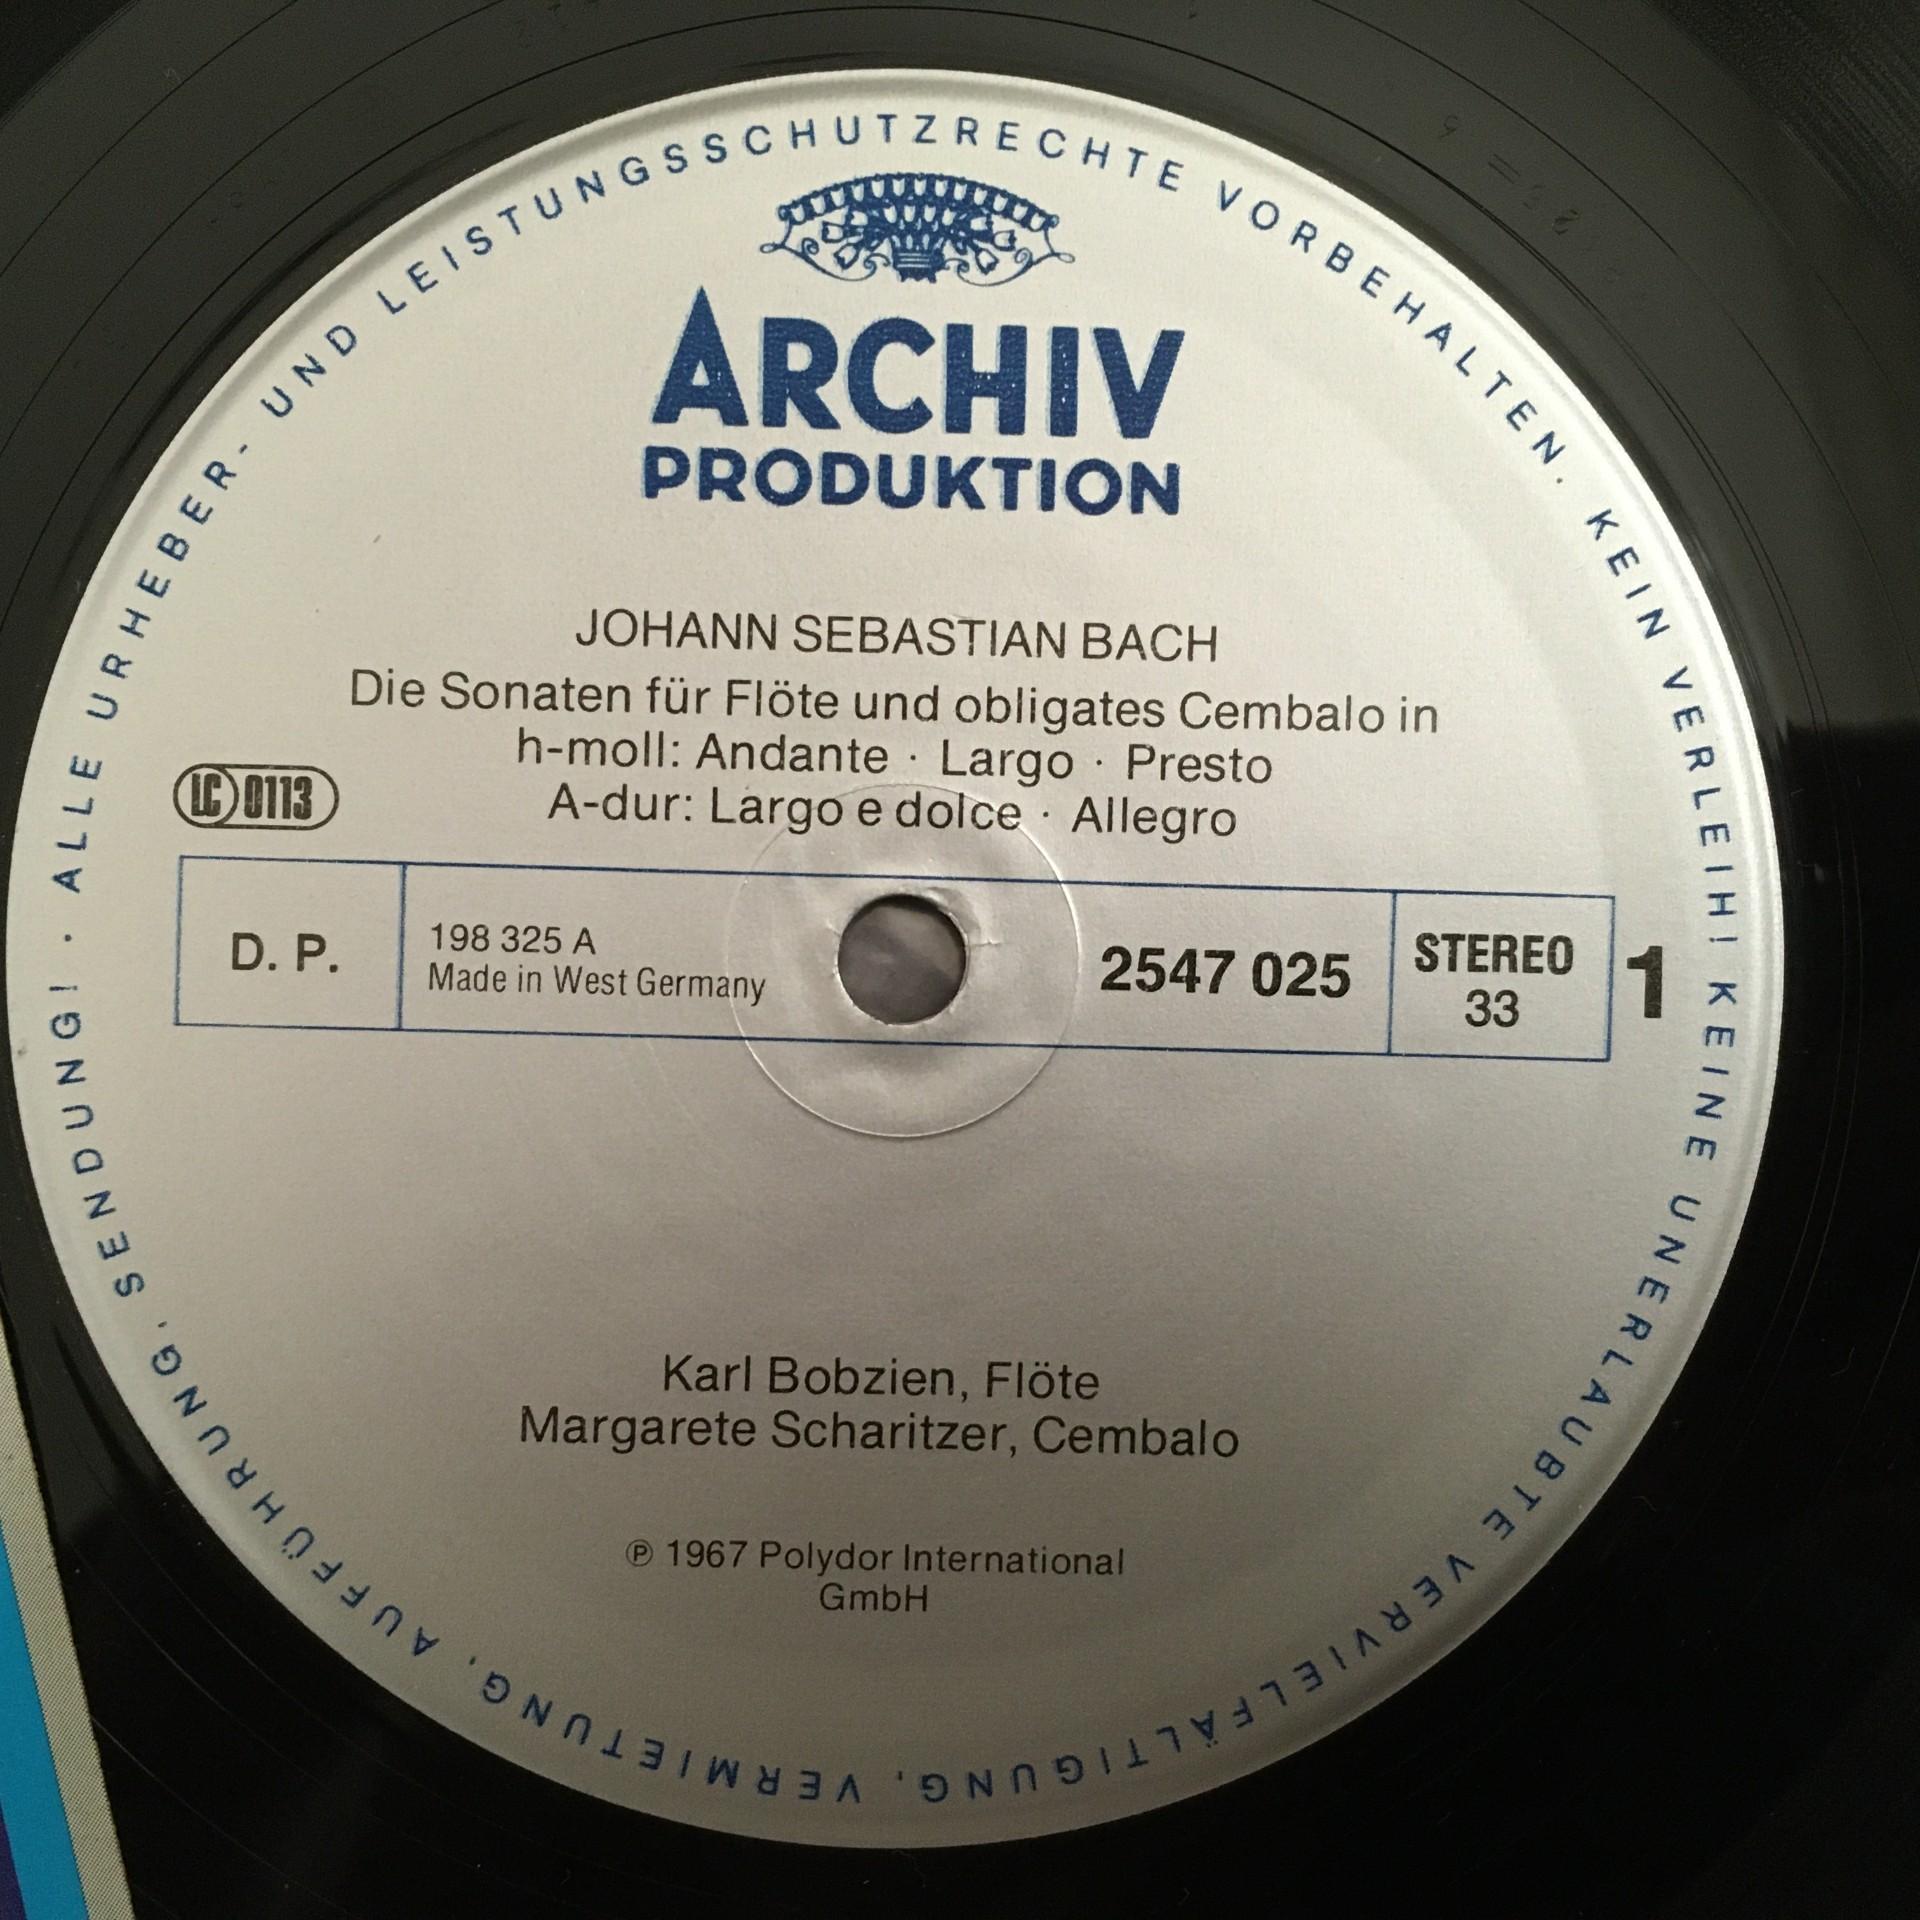 ALLE URHEBER- UND LEISTUNGSSCHUTZRECHTE VORBEHALTEN. KEIN VERLEIH! KEINE UNERLAUBTE VERVIELFÄLTIGUNG, VERMIETUNG, AUFFÜHRUNG, SENDUNG! ·
ARCHIV
PRODUKTION
JOHANN SEBASTIAN BACH
Die Sonaten für Flöte und obligates Cembalo in
h-moll: Andante · Largo · Presto
A-dur: Largo e dolce · Allegro
LC 0113
D. P.
198 325 A
Made in West Germany
2547 025
STEREO
33
1
Karl Bobzien, Flöte
Margarete Scharitzer, Cembalo
℗ 1967 Polydor International
GmbH